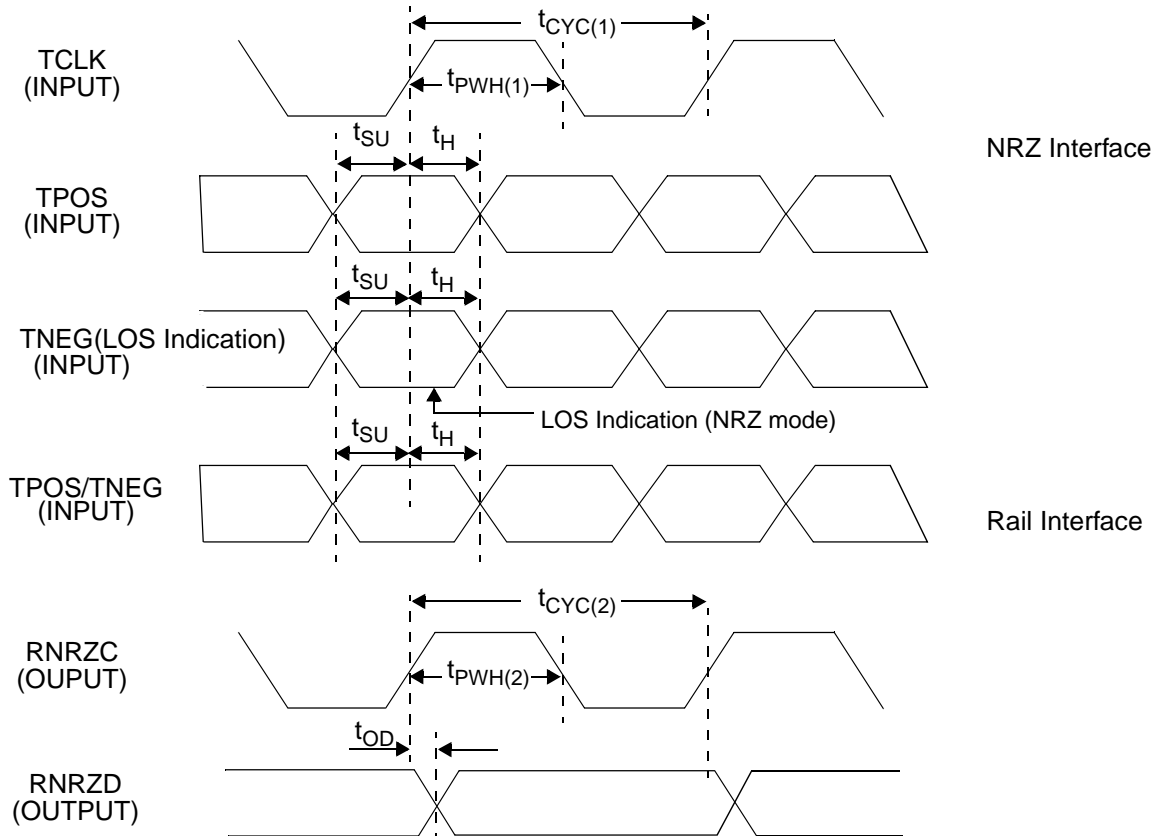 tCYC(1)
TCLK
(INPUT)
tPWH(1)
tSU tH
NRZ Interface
TPOS
(INPUT)
tSU tH
TNEG(LOS Indication)
(INPUT)
LOS Indication (NRZ mode)
tSU tH
TPOS/TNEG
(INPUT)
Rail Interface
tCYC(2)
RNRZC
(OUPUT)
tPWH(2)
tOD
RNRZD
(OUTPUT)